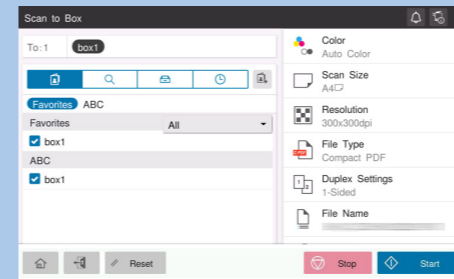 Scan to Box
To: 1 box1
Favorites ABC
Favorites All
box1
ABC
box1
Reset
Color
Auto Color
Scan Size
A4
Resolution
300x300dpi
File Type
Compact PDF
Duplex Settings
1-Sided
File Name
Stop
Start